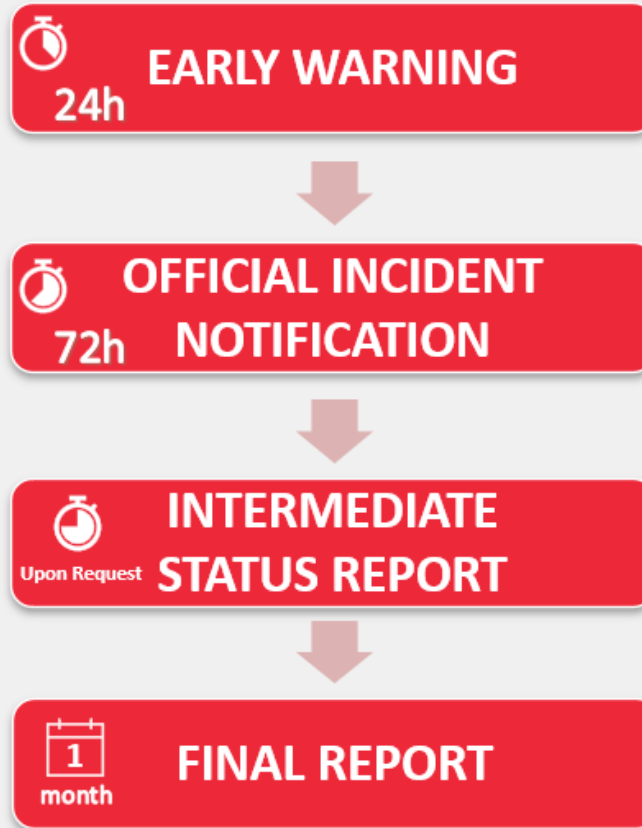 EARLY WARNING
24h
OFFICIAL INCIDENT
NOTIFICATION
72h
INTERMEDIATE
STATUS REPORT
Upon Request
FINAL REPORT
1
month